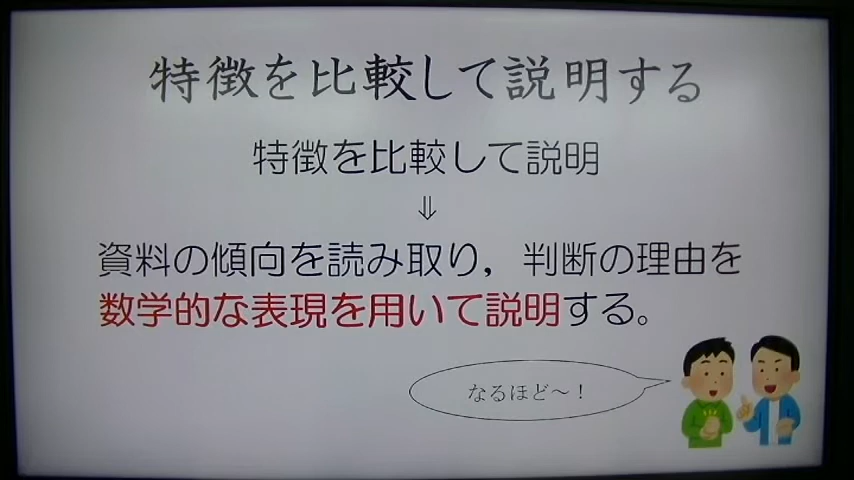 特徴を比較して説明する
特徴を比較して説明
⇓
資料の傾向を読み取り，判断の理由を
数学的な表現を用いて説明する。
なるほど～！